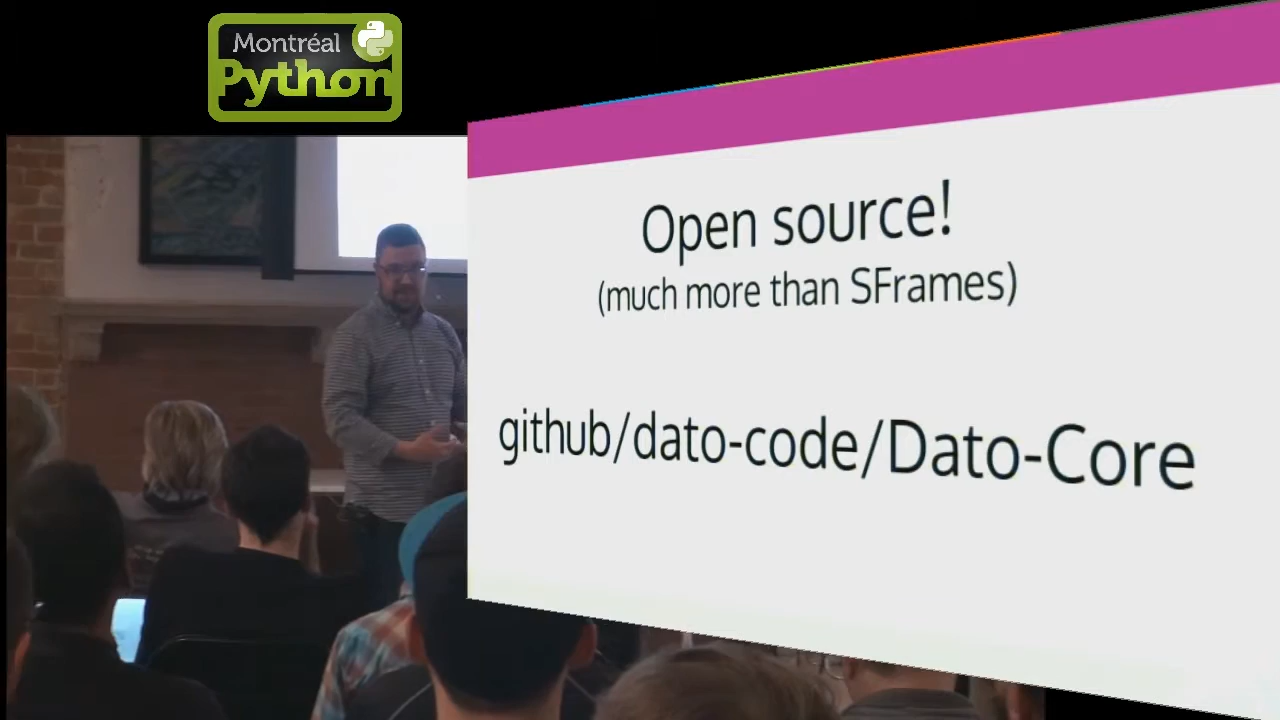 Montréal
Python
Open source!
(much more than SFrames)
github/dato-code/Dato-Core